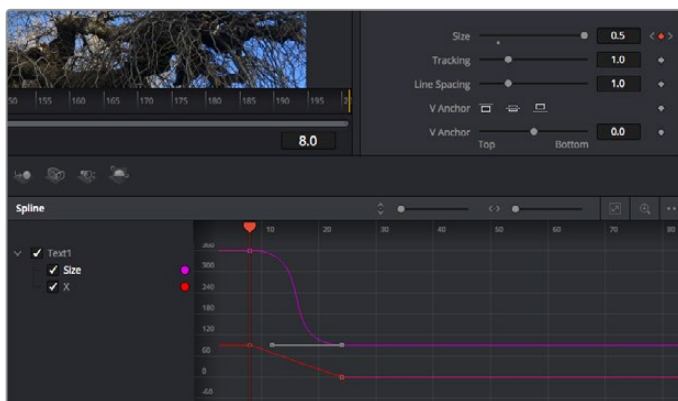 Size 0.5
Tracking 1.0
Line Spacing 1.0
V Anchor
V Anchor 0.0
Top Bottom
50 155 160 165 170 175 180 185 190 195
8.0
Spline
10 20 30 40 50 60 70 80
Text1
Size
X
300
240
180
120
60
0
-60